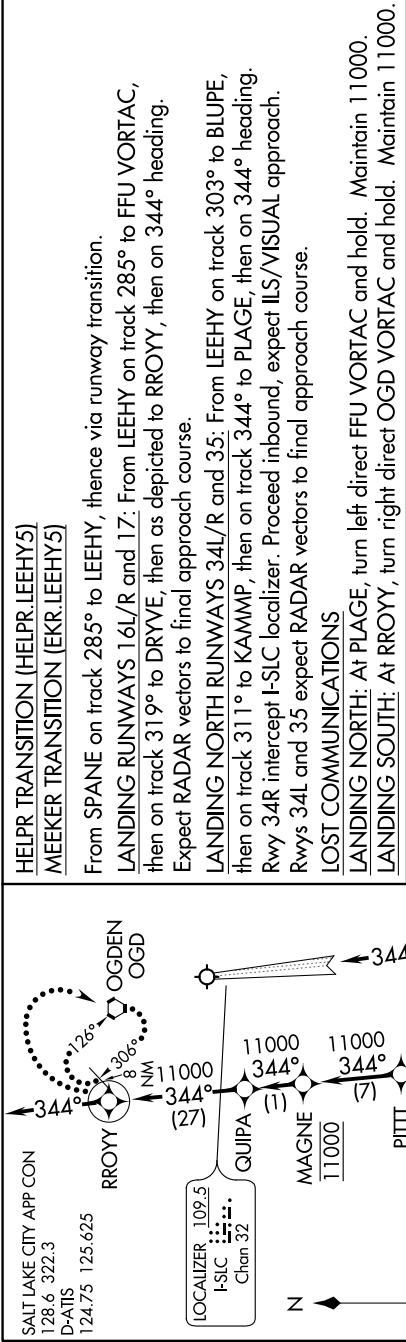 HELPR TRANSITION (HELPR.LEEHY5)
MEEKER TRANSITION (EKR.LEEHY5)
From SPANE on track 285° to LEEHY, thence via runway transition.
LANDING RUNWAYS 16L/R and 17: From LEEHY on track 285° to FFU VORTAC,
then on track 319° to DRYVE, then as depicted to RROYY, then on 344° heading.
Expect RADAR vectors to final approach course.
LANDING NORTH RUNWAYS 34L/R and 35: From LEEHY on track 303° to BLUPE,
then on track 311° to KAMMP, then on track 344° to PLAGE, then on 344° heading.
Rwy 34R intercept I-SLC localizer. Proceed inbound, expect ILS/VISUAL approach.
Rwys 34L and 35 expect RADAR vectors to final approach course.
LOST COMMUNICATIONS
LANDING NORTH: At PLAGE, turn left direct FFU VORTAC and hold. Maintain 11000.
LANDING SOUTH: At RROYY, turn right direct OGD VORTAC and hold. Maintain 11000.
SALT LAKE CITY APP CON
128.6 322.3
D-ATIS
124.75 125.625
344°
RROYY
126°
306°
8
NM
OGDEN
OGD
11000
344°
(27)
QUIPA
11000
344°
(1)
MAGNE
11000
11000
344°
(7)
PITTT
LOCALIZER 109.5
I-SLC
Chan 32
344
N